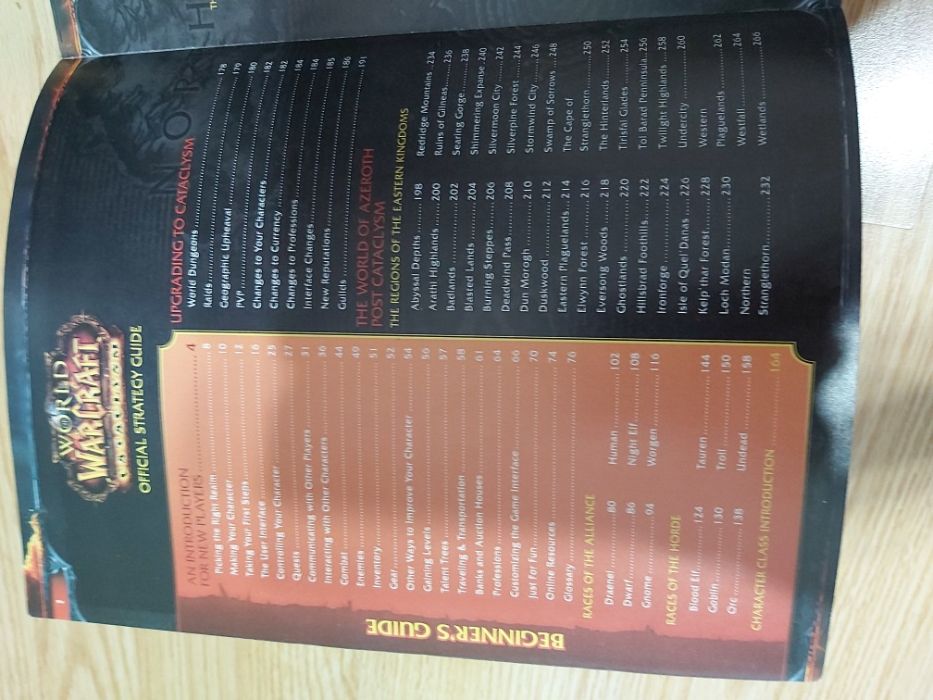 1
WORLD
WARCRAFT
CATACLYSM
OFFICIAL STRATEGY GUIDE
BEGINNER'S GUIDE
AN INTRODUCTION
FOR NEW PLAYERS 4
Picking the Right Realm 8
Making Your Character 10
Taking Your First Steps 12
The User Interface 16
Controlling Your Character 25
Quests 27
Communicating with Other Players 31
Interacting with Other Characters 36
Combat 44
Enemies 49
Inventory 51
Gear 52
Other Ways to Improve Your Character 54
Gaining Levels 56
Talent Trees 57
Traveling & Transportation 58
Banks and Auction Houses 61
Professions 64
Customizing the Game Interface 66
Just For Fun 70
Online Resources 74
Glossary 76
RACES OF THE ALLIANCE
Draenei 80
Dwarf 86
Gnome 94
Human 102
Night Elf 108
Worgen 116
RACES OF THE HORDE
Blood Elf 124
Goblin 130
Orc 138
Tauren 144
Troll 150
Undead 158
CHARACTER CLASS INTRODUCTION 164
UPGRADING TO CATACLYSM
World Dungeons 178
Raids 179
Geographic Upheaval 180
PVP 182
Changes to Your Characters 182
Changes to Currency 184
Changes to Professions 184
Interface Changes 185
New Reputations 186
Guilds 191
THE WORLD OF AZEROTH
POST CATACLYSM
THE REGIONS OF THE EASTERN KINGDOMS
Abyssal Depths 198
Arathi Highlands 200
Badlands 202
Blasted Lands 204
Burning Steppes 206
Deadwind Pass 208
Dun Morogh 210
Duskwood 212
Eastern Plaguelands 214
Elwynn Forest 216
Eversong Woods 218
Ghostlands 220
Hillsbrad Foothills 222
Ironforge 224
Isle of Quel'Danas 226
Kelp'thar Forest 228
Loch Modan 230
Northern
Stranglethorn 232
Redridge Mountains 234
Ruins of Gilneas 236
Searing Gorge 238
Shimmering Expanse 240
Silvermoon City 242
Silverpine Forest 244
Stormwind City 246
Swamp of Sorrows 248
The Cape of
Stranglethorn 250
The Hinterlands 252
Tirisfal Glades 254
Tol Barad Penninsula 256
Twilight Highlands 258
Undercity 260
Western
Plaguelands 262
Westfall 264
Wetlands 266